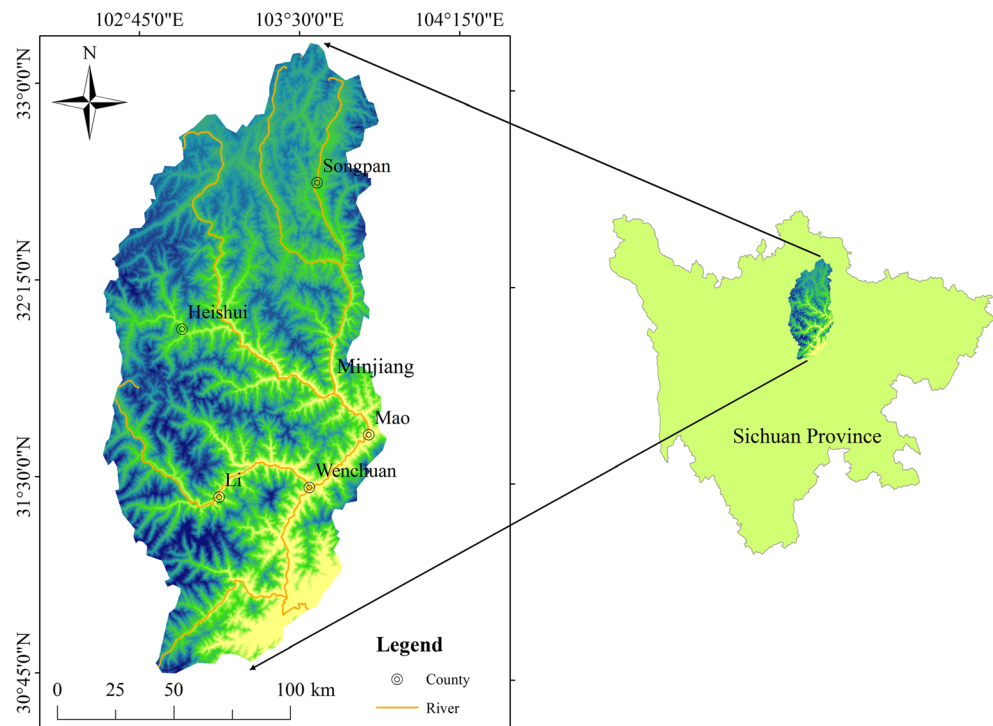 102°45'0"E 103°30'0"E 104°15'0"E
N
33°0'0"N
Songpan
32°15'0"N
Heishui
Minjiang
Mao
Sichuan Province
Wenchuan
31°30'0"N
Li
Legend
30°45'0"N
County
0 25 50 100 km
River